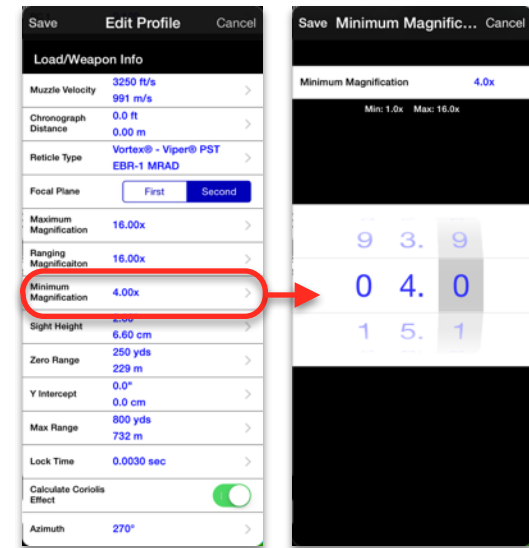 Save Edit Profile Cancel
Load/Weapon Info
Muzzle Velocity
3250 ft/s
991 m/s
Chronograph
Distance
0.0 ft
0.00 m
Reticle Type
Vortex® - Viper® PST
EBR-1 MRAD
Focal Plane First Second
Maximum
Magnification
16.00x
Ranging
Magnificaiton
16.00x
Minimum
Magnification
4.00x
Sight Height
6.60 cm
Zero Range
250 yds
229 m
Y Intercept
0.0"
0.0 cm
Max Range
800 yds
732 m
Lock Time 0.0030 sec
Calculate Coriolis
Effect
Azimuth 270°
Save Minimum Magnific... Cancel
Minimum Magnification 4.0x
Min: 1.0x Max: 16.0x
9 3. 9
0 4. 0
1 5. 1